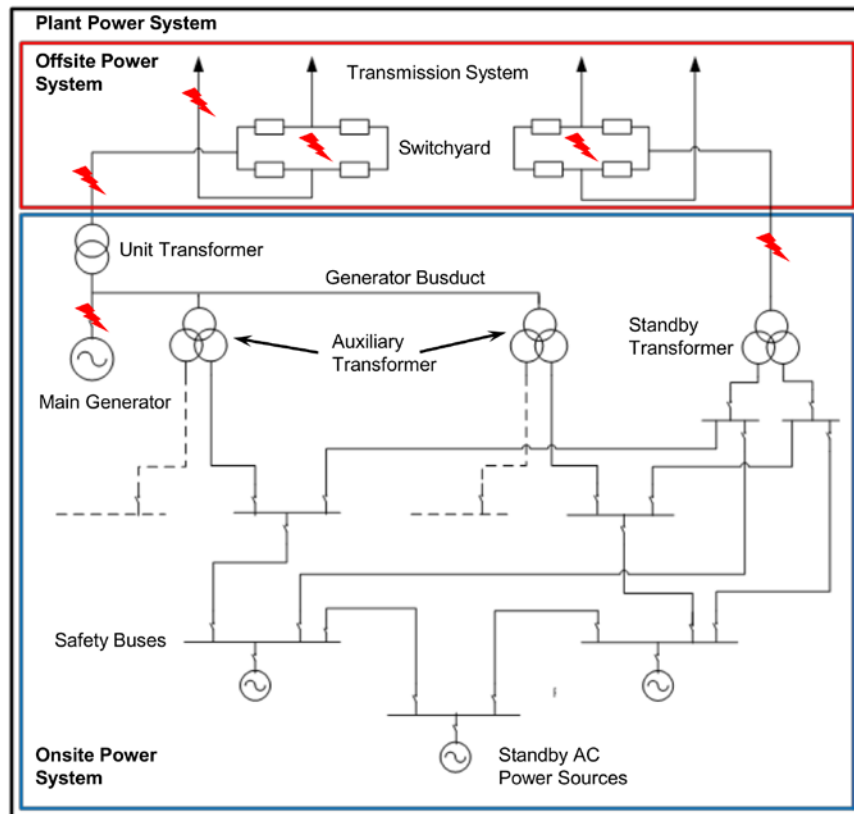 Plant Power System
Offsite Power
System
Transmission System
Switchyard
Unit Transformer
Generator Busduct
Auxiliary
Transformer
Standby
Transformer
Main Generator
Safety Buses
Onsite Power
System
Standby AC
Power Sources